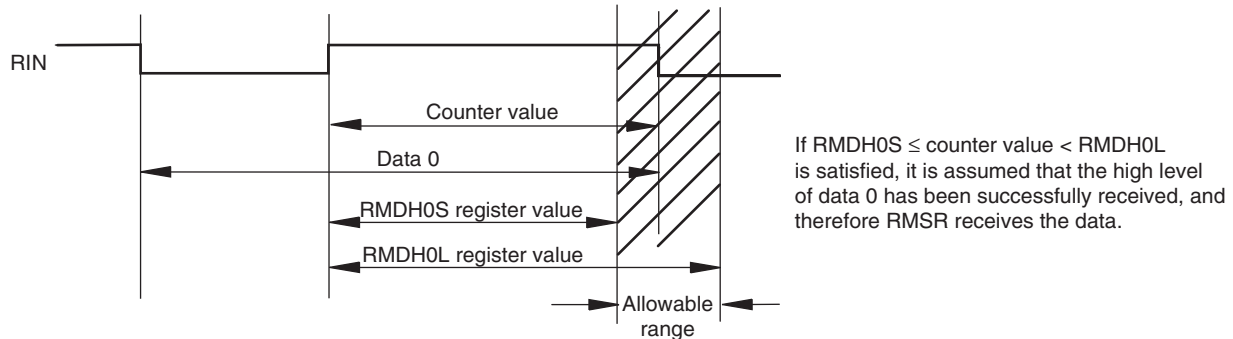 RIN
Counter value
Data 0
RMDH0S register value
RMDH0L register value
Allowable
range
If RMDH0S ≤ counter value < RMDH0L
is satisfied, it is assumed that the high level
of data 0 has been successfully received, and
therefore RMSR receives the data.